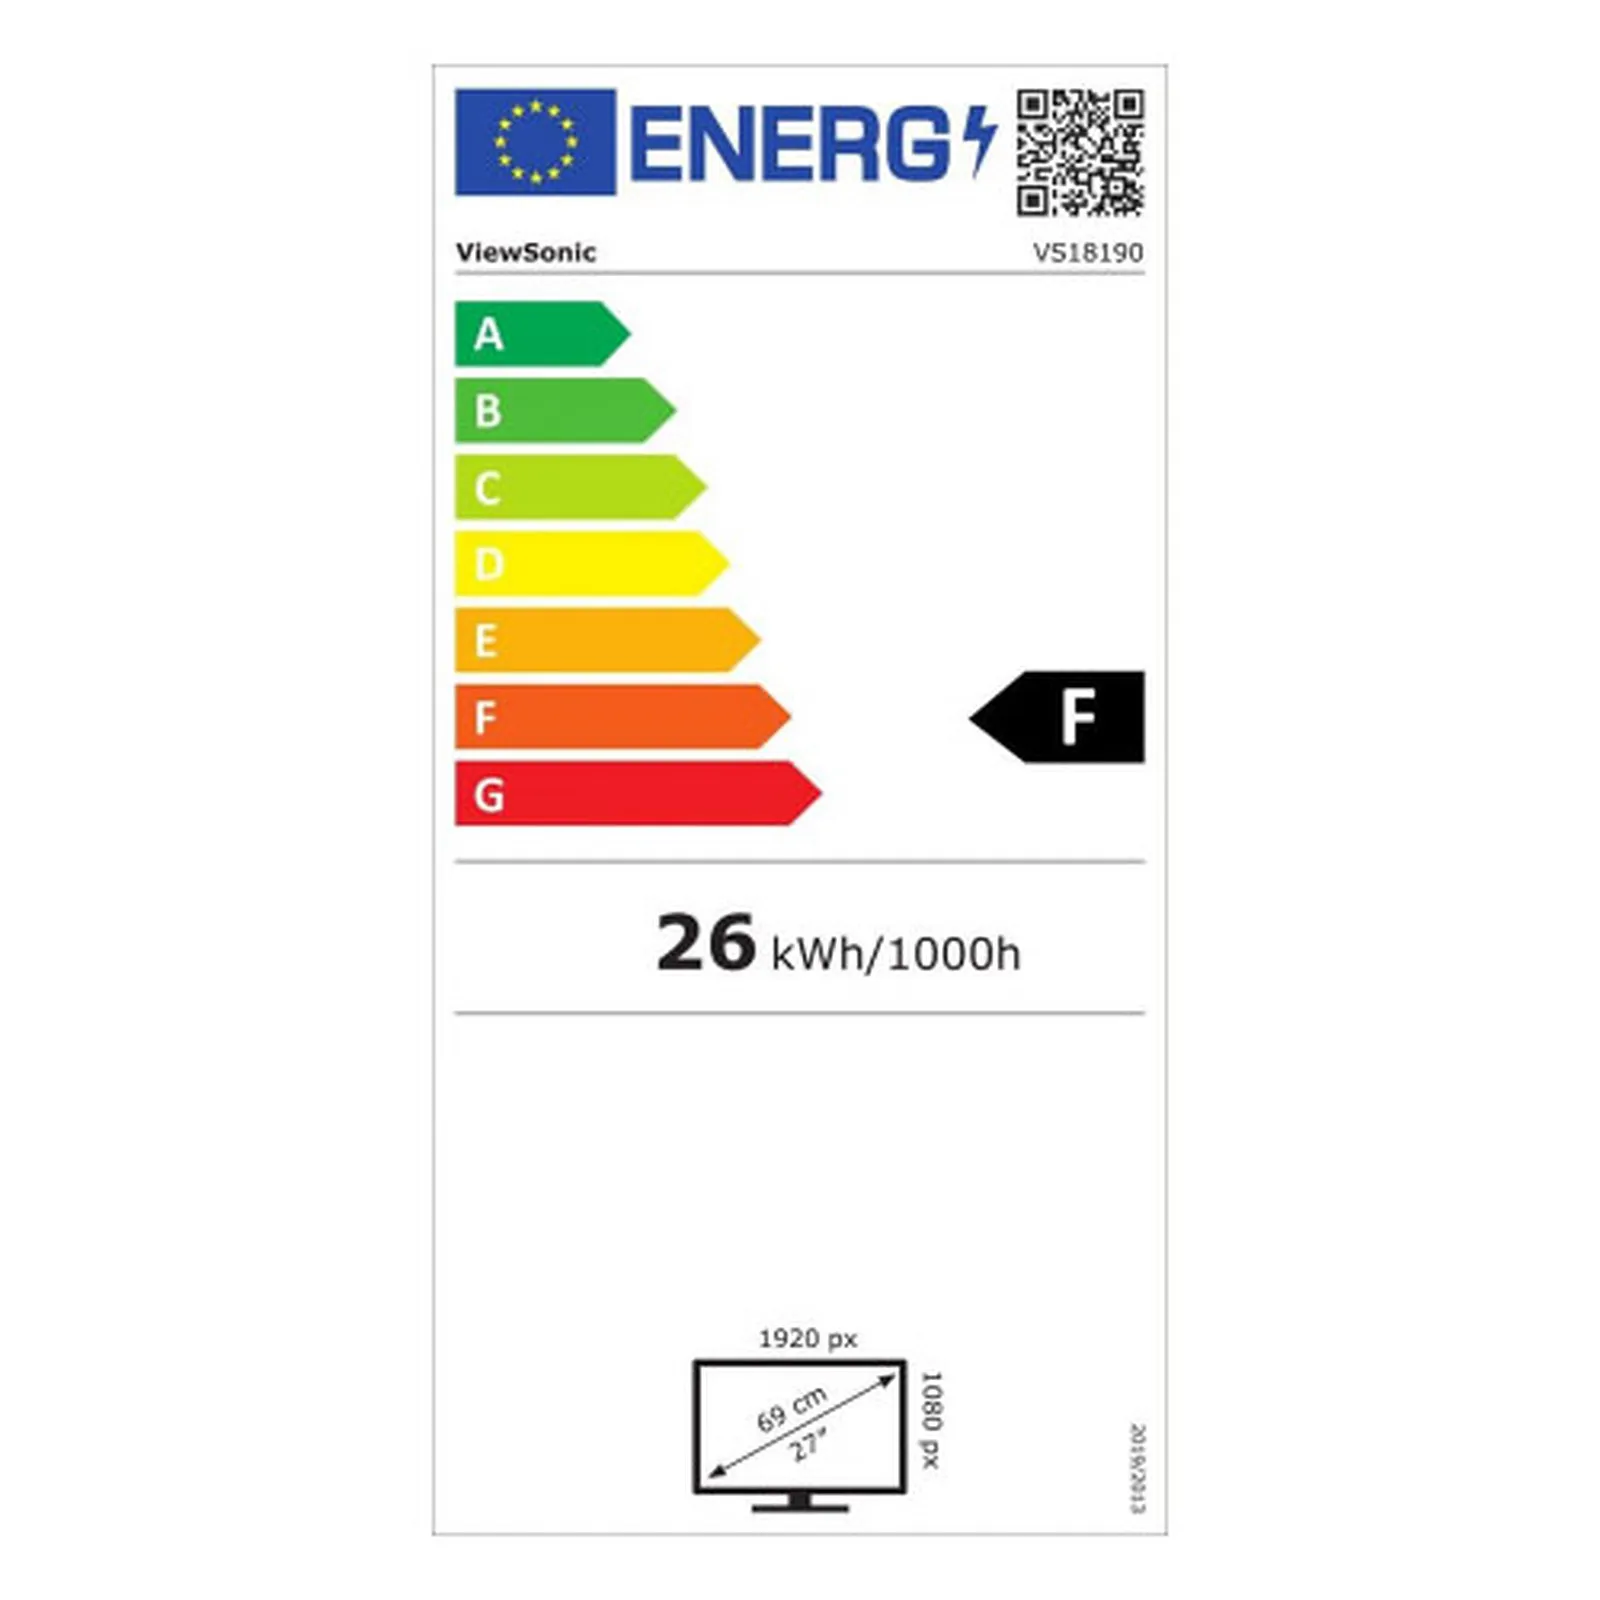 ENERG
ViewSonic VS18190
A
B
C
D
E
F
F
G
26 kWh/1000h
1920 px
69 cm
27"
1080 px
2019/2013